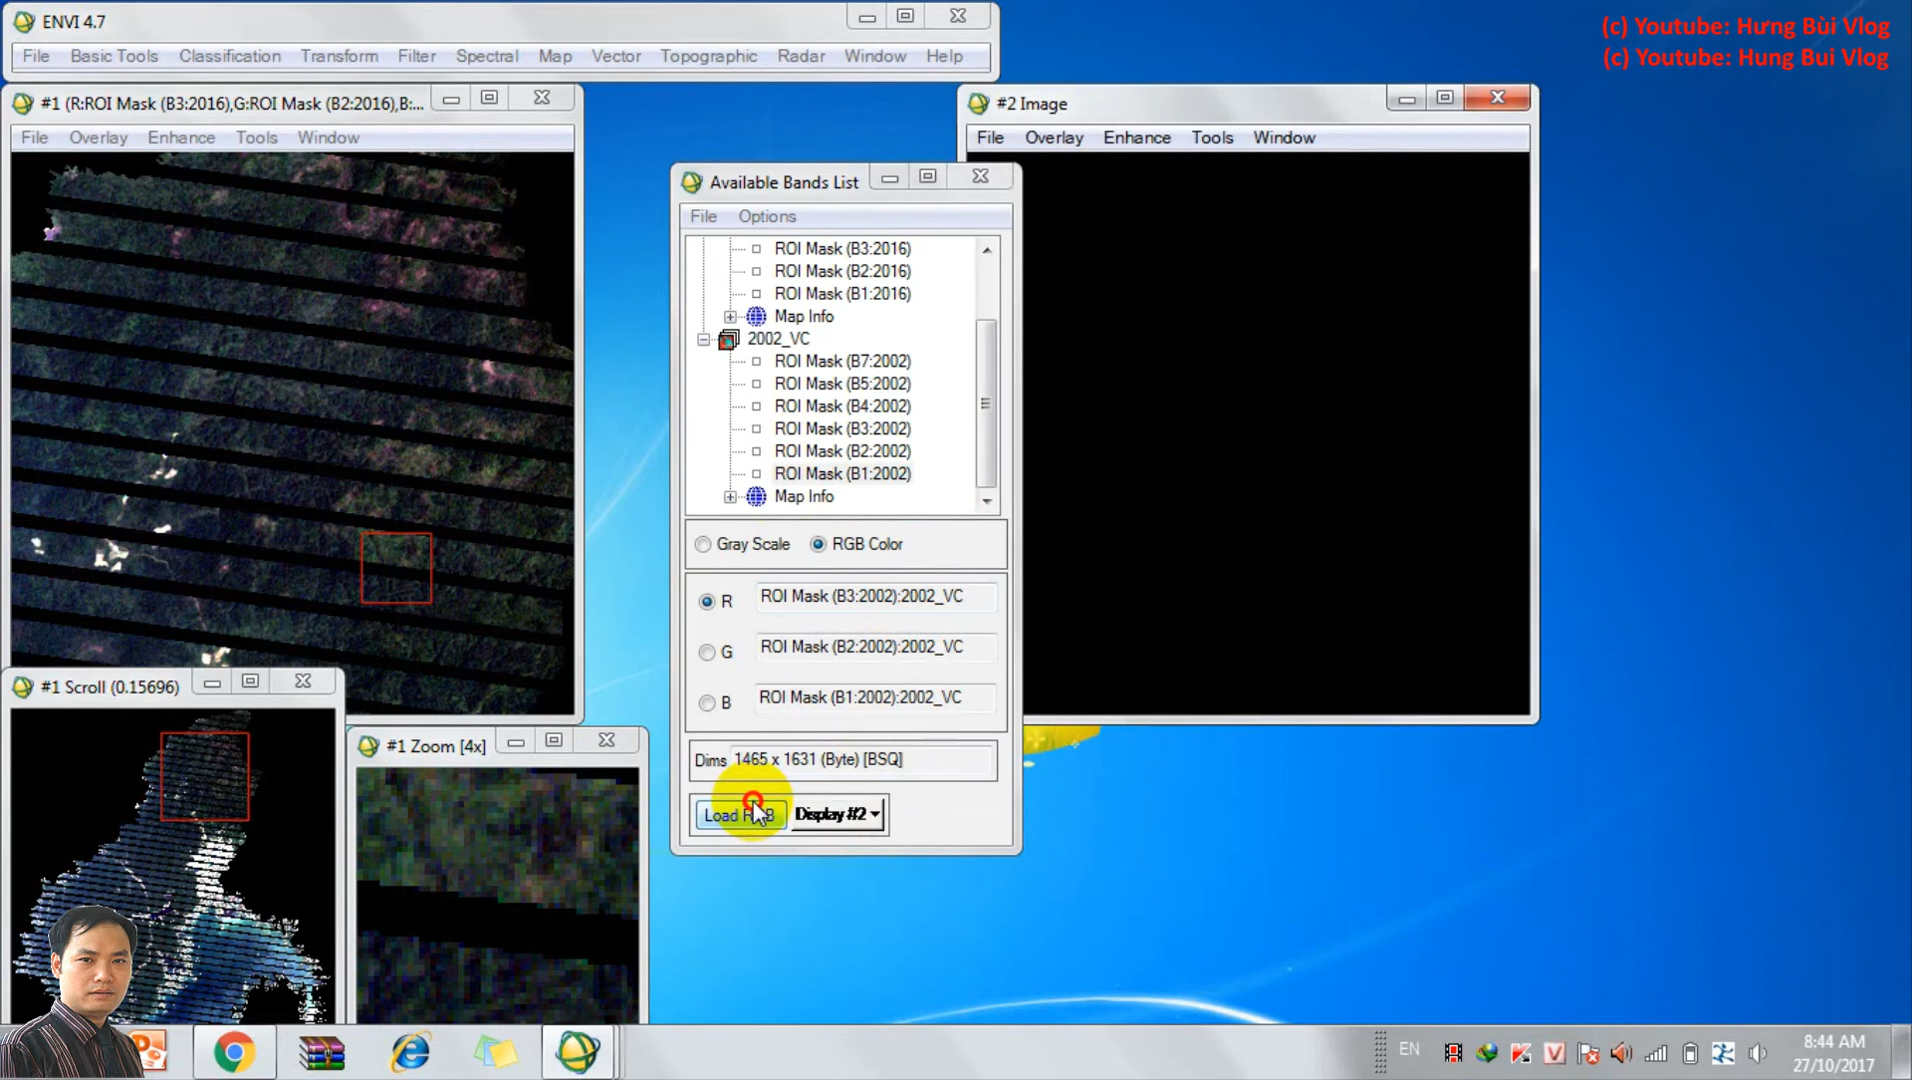 ENVI 4.7
File Basic Tools Classification Transform Filter Spectral Map Vector Topographic Radar Window Help
(c) Youtube: Hưng Bùi Vlog
(c) Youtube: Hung Bui Vlog
#1 (R:ROI Mask (B3:2016),G:ROI Mask (B2:2016),B:...
File Overlay Enhance Tools Window
#2 Image
File Overlay Enhance Tools Window
Available Bands List
File Options
ROI Mask (B3:2016)
ROI Mask (B2:2016)
ROI Mask (B1:2016)
Map Info
2002_VC
ROI Mask (B7:2002)
ROI Mask (B5:2002)
ROI Mask (B4:2002)
ROI Mask (B3:2002)
ROI Mask (B2:2002)
ROI Mask (B1:2002)
Map Info
Gray Scale RGB Color
R ROI Mask (B3:2002):2002_VC
G ROI Mask (B2:2002):2002_VC
B ROI Mask (B1:2002):2002_VC
Dims 1465 x 1631 (Byte) [BSQ]
Load RGB Display #2
#1 Scroll (0.15696)
#1 Zoom [4x]
EN
8:44 AM
27/10/2017